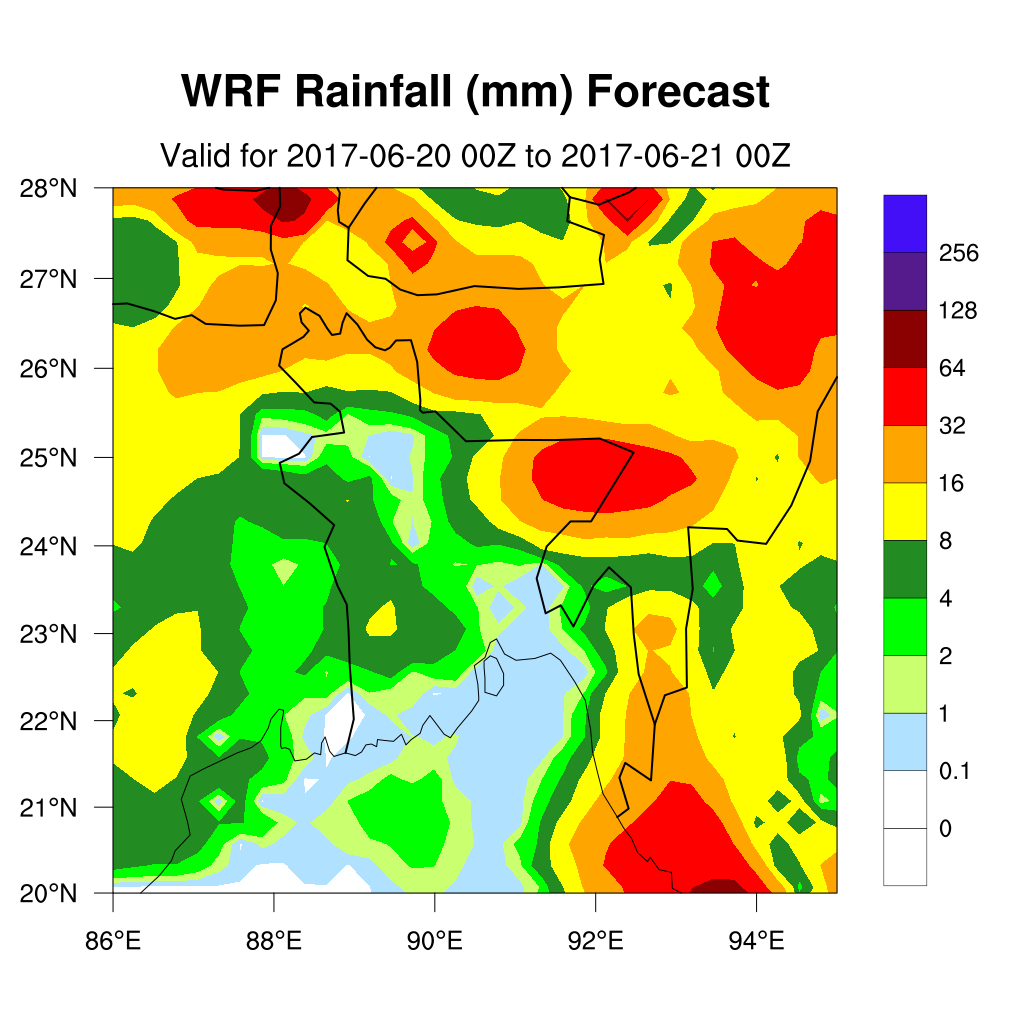 WRF Rainfall (mm) Forecast
Valid for 2017-06-20 00Z to 2017-06-21 00Z
28°N
27°N
26°N
25°N
24°N
23°N
22°N
21°N
20°N
86°E 88°E 90°E 92°E 94°E
256
128
64
32
16
8
4
2
1
0.1
0